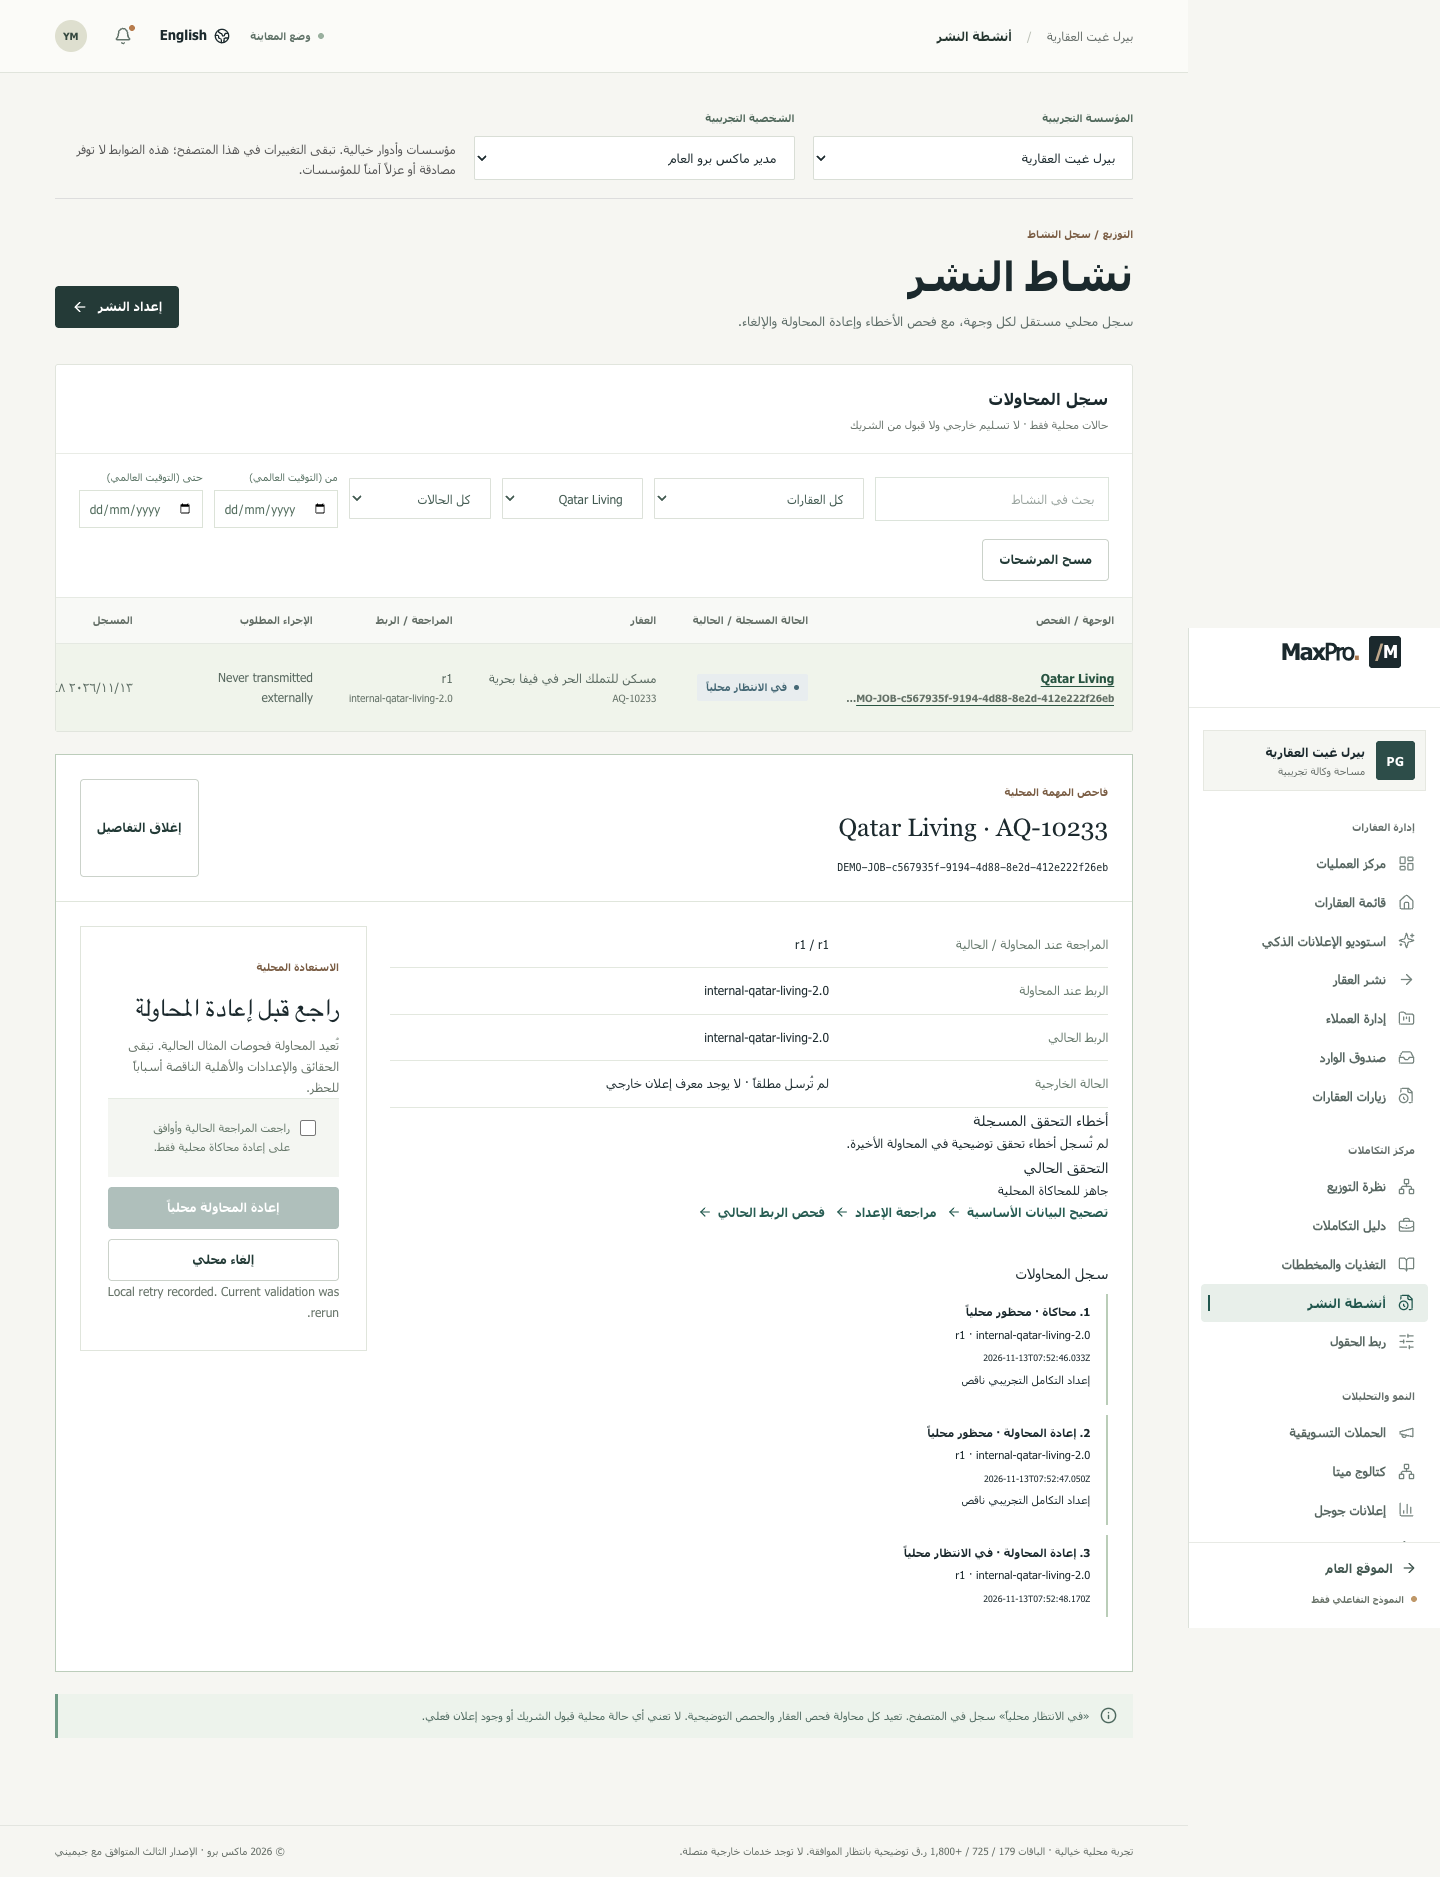 بيرل غيت العقارية / أنشطة النشر
وضع المعاينة
English
YM
المؤسسة التجريبية
بيرل غيت العقارية
الشخصية التجريبية
مدير ماكس برو العام
مؤسسات وأدوار خيالية. تبقى التغييرات في هذا المتصفح؛ هذه الضوابط لا توفر
مصادقة أو عزلاً آمناً للمؤسسات.
التوزيع / سجل النشاط
نشاط النشر
سجل محلي مستقل لكل وجهة، مع فحص الأخطاء وإعادة المحاولة والإلغاء.
إعداد النشر
سجل المحاولات
حالات محلية فقط · لا تسليم خارجي ولا قبول من الشريك
بحث في النشاط
كل العقارات
Qatar Living
كل الحالات
من (التوقيت العالمي)
dd/mm/yyyy
حتى (التوقيت العالمي)
dd/mm/yyyy
مسح المرشحات
الوجهة / الفحص
الحالة المسجلة / الحالية
العقار
المراجعة / الربط
الإجراء المطلوب
المسجل
Qatar Living
...MO-JOB-c567935f-9194-4d88-8e2d-412e222f26eb
في الانتظار محلياً
مسكن للتملك الحر في فيفا بحرية
AQ-10233
r1
internal-qatar-living-2.0
Never transmitted
externally
٢٠٢٦/١١/١٣
فاحص المهمة المحلية
Qatar Living · AQ-10233
DEMO-JOB-c567935f-9194-4d88-8e2d-412e222f26eb
إغلاق التفاصيل
المراجعة عند المحاولة / الحالية
r1 / r1
الربط عند المحاولة
internal-qatar-living-2.0
الربط الحالي
internal-qatar-living-2.0
الحالة الخارجية
لم تُرسل مطلقاً · لا يوجد معرف إعلان خارجي
أخطاء التحقق المسجلة
لم تُسجل أخطاء تحقق توضيحية في المحاولة الأخيرة.
التحقق الحالي
جاهز للمحاكاة المحلية
تصحيح البيانات الأساسية
مراجعة الإعداد
فحص الربط الحالي
سجل المحاولات
1. محاكاة · محظور محلياً
r1 · internal-qatar-living-2.0
2026-11-13T07:52:46.033Z
إعداد التكامل التجريبي ناقص
2. إعادة المحاولة · محظور محلياً
r1 · internal-qatar-living-2.0
2026-11-13T07:52:47.050Z
إعداد التكامل التجريبي ناقص
3. إعادة المحاولة · في الانتظار محلياً
r1 · internal-qatar-living-2.0
2026-11-13T07:52:48.170Z
الاستعادة المحلية
راجع قبل إعادة المحاولة
تُعيد المحاولة فحوصات المثال الحالية. تبقى
الحقائق والإعدادات والأهلية الناقصة أسباباً
للحظر.
راجعت المراجعة الحالية وأوافق
على إعادة محاكاة محلية فقط.
إعادة المحاولة محلياً
إلغاء محلي
Local retry recorded. Current validation was
rerun.
«في الانتظار محلياً» سجل في المتصفح. تعيد كل محاولة فحص العقار والحصص التوضيحية. لا تعني أي حالة محلية قبول الشريك أو وجود إعلان فعلي.
تجربة محلية خيالية · الباقات 179 / 725 / +1,800 ر.ق توضيحية بانتظار الموافقة. لا توجد خدمات خارجية متصلة.
© 2026 ماكس برو · الإصدار الثالث المتوافق مع جيميني
/M
MaxPro.
PG
بيرل غيت العقارية
مساحة وكالة تجريبية
إدارة العقارات
مركز العمليات
قائمة العقارات
استوديو الإعلانات الذكي
نشر العقار
إدارة العملاء
صندوق الوارد
زيارات العقارات
مركز التكاملات
نظرة التوزيع
دليل التكاملات
التغذيات والمخططات
أنشطة النشر
ربط الحقول
النمو والتحليلات
الحملات التسويقية
كتالوج ميتا
إعلانات جوجل
الموقع العام
النموذج التفاعلي فقط